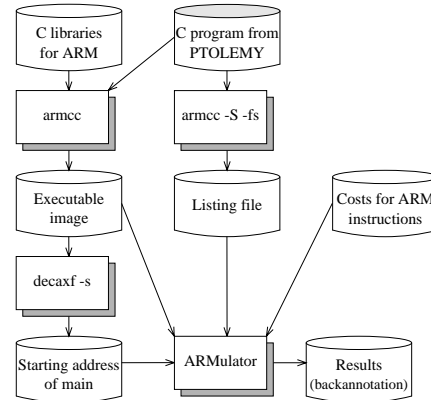 C libraries
for ARM
C program from
PTOLEMY
armcc
armcc -S -fs
Executable
image
Listing file
Costs for ARM
instructions
decaxf -s
Starting address
of main
ARMulator
Results
(backannotation)